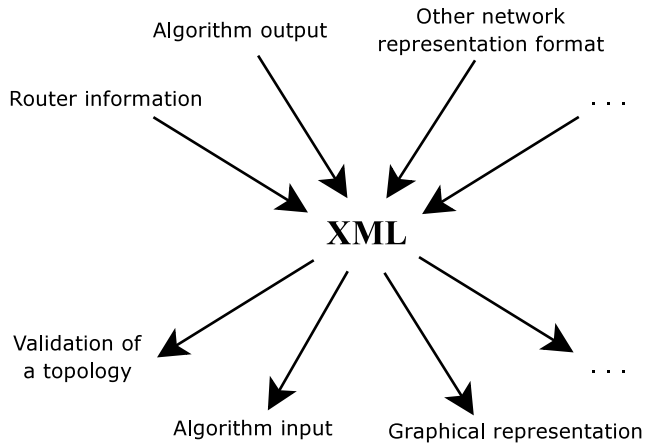 Algorithm output
Other network
representation format
Router information
. . .
XML
Validation of
a topology
. . .
Algorithm input
Graphical representation